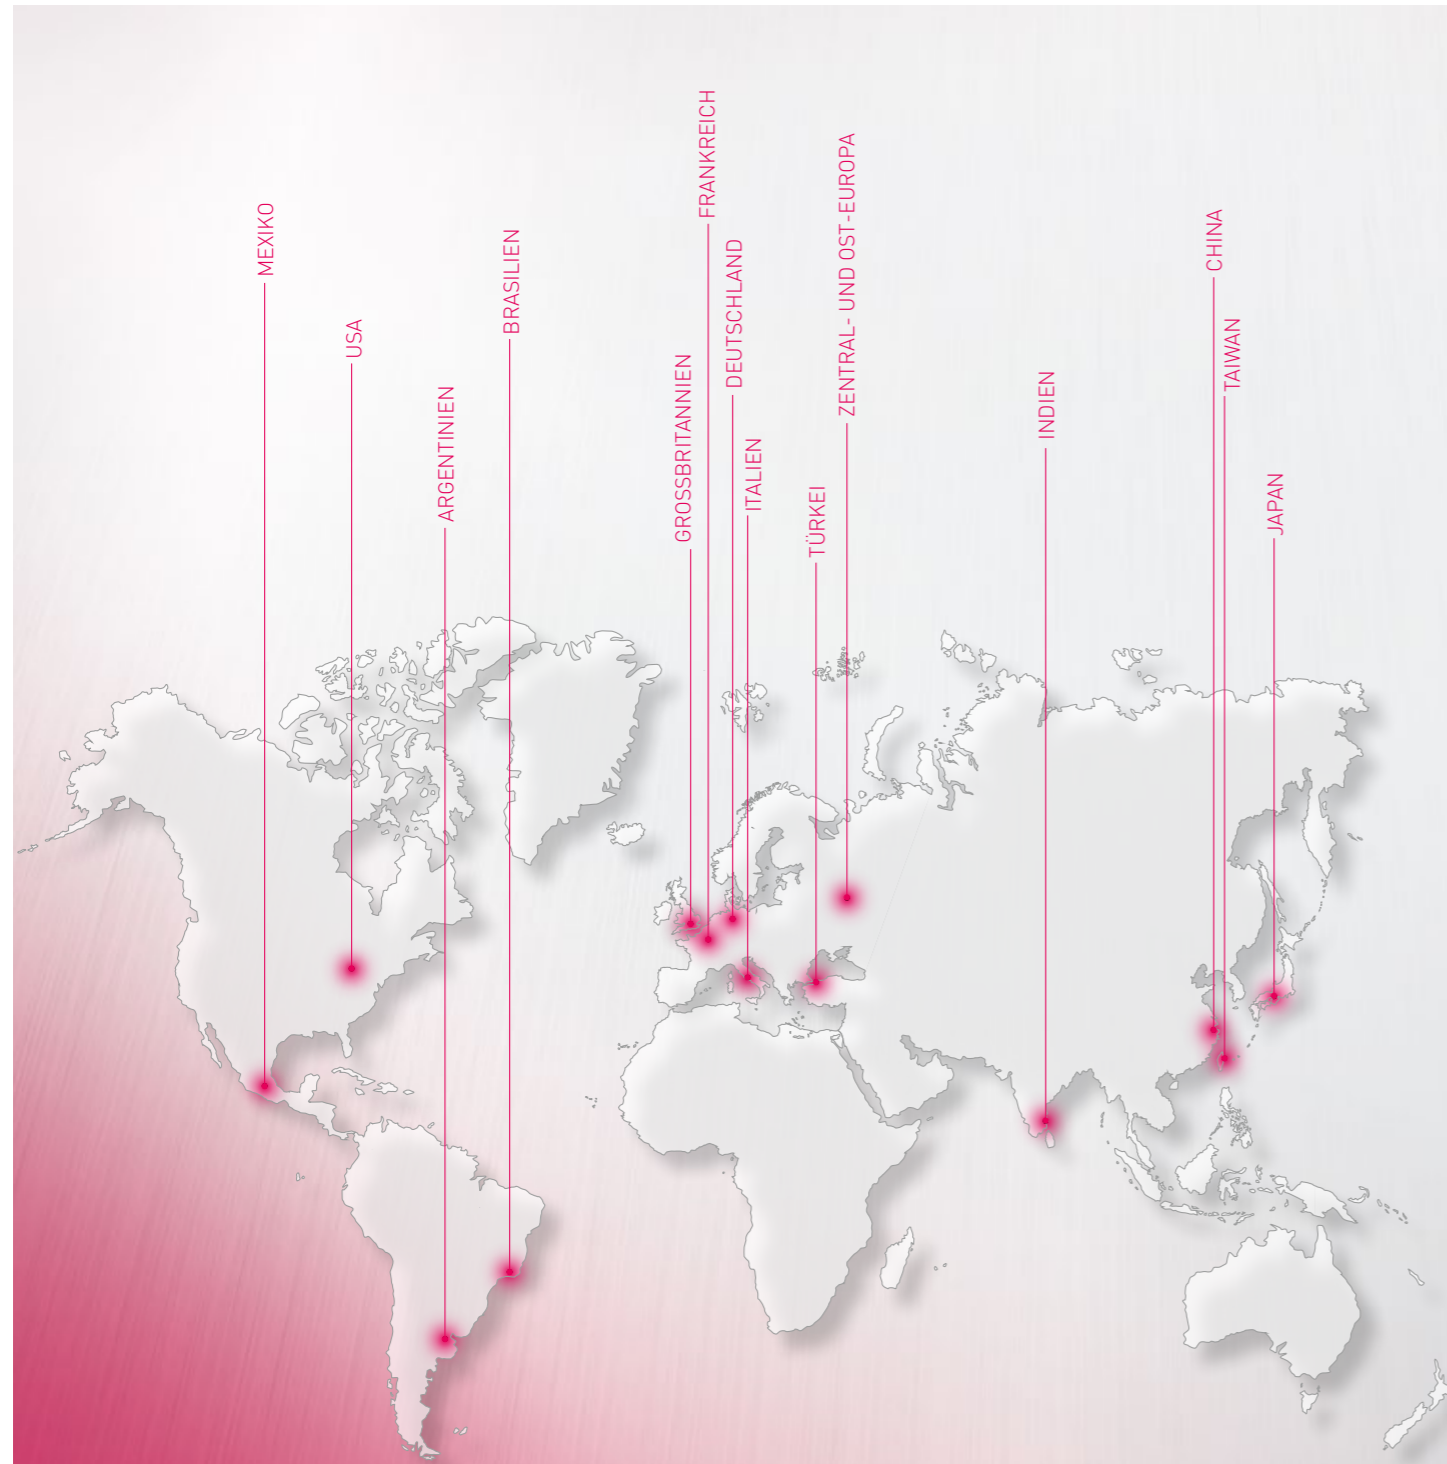 MEXIKO
USA
ARGENTINIEN
BRASILIEN
GROSSBRITANNIEN
FRANKREICH
DEUTSCHLAND
ITALIEN
TÜRKEI
ZENTRAL- UND OST-EUROPA
INDIEN
CHINA
TAIWAN
JAPAN